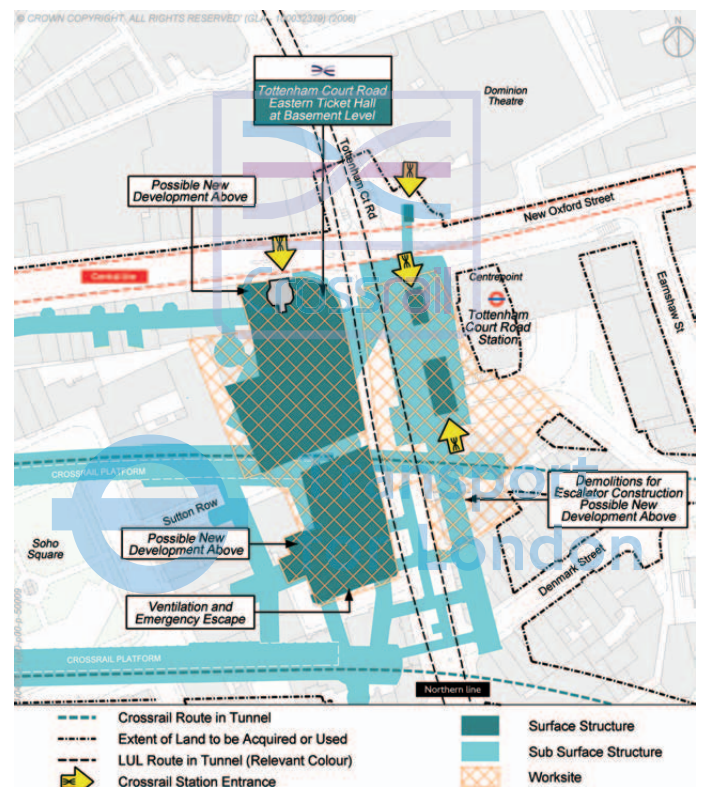 © CROWN COPYRIGHT, ALL RIGHTS RESERVED' (GLA
(2006)
N
Tottenham Court Road
Eastern Ticket Hall
at Basement Level
Dominion
Theatre
Tottenham Ct Rd
Possible New
Development Above
New Oxford Street
Central line
Crossrail
Centrepoint
Tottenham
Court Road
Station
Earnshaw St
CROSSRAIL PLATFORM
Sutton Row
Demolitions for
Escalator Construction
Possible New
Development Above
Soho
Square
Possible New
Development Above
London
Denmark Street
Ventilation and
Emergency Escape
CROSSRAIL PLATFORM
Northern line
Crossrail Route in Tunnel
Extent of Land to be Acquired or Used
LUL Route in Tunnel (Relevant Colour)
Crossrail Station Entrance
Surface Structure
Sub Surface Structure
Worksite